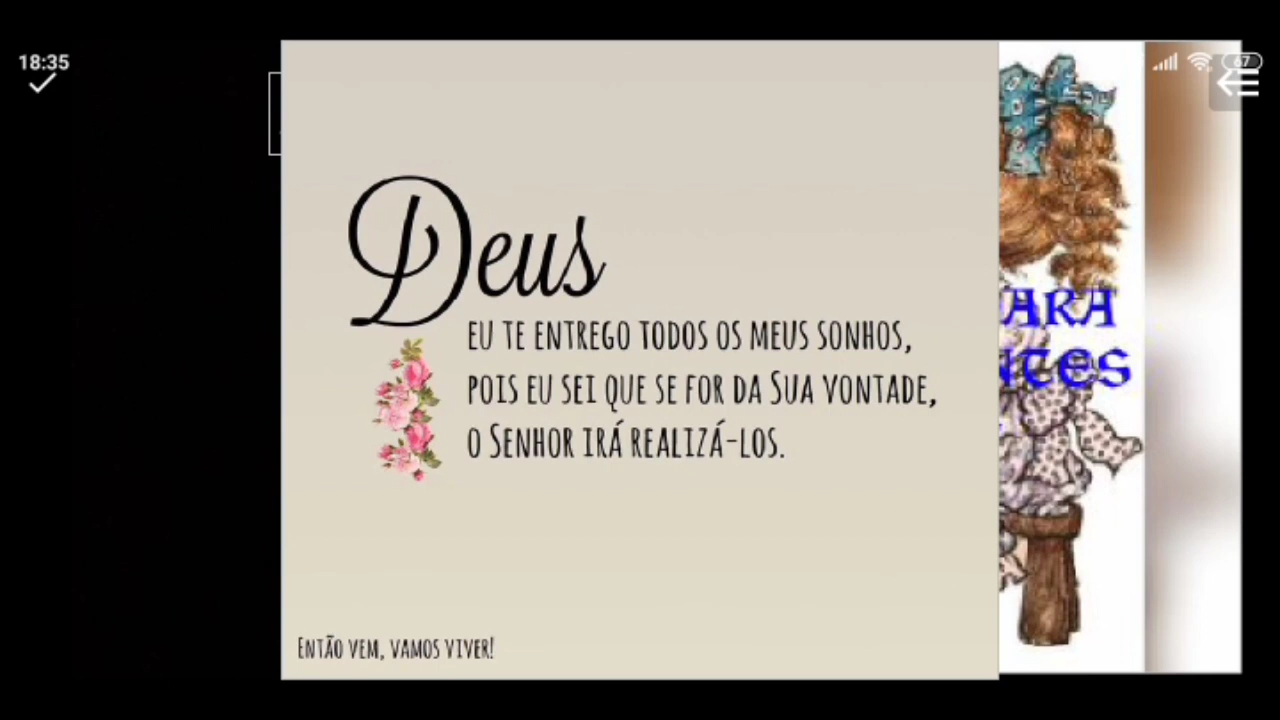 18:35
67
Deus
EU TE ENTREGO TODOS OS MEUS SONHOS,
POIS EU SEI QUE SE FOR DA SUA VONTADE,
O SENHOR IRÁ REALIZÁ-LOS.
ENTÃO VEM, VAMOS VIVER!